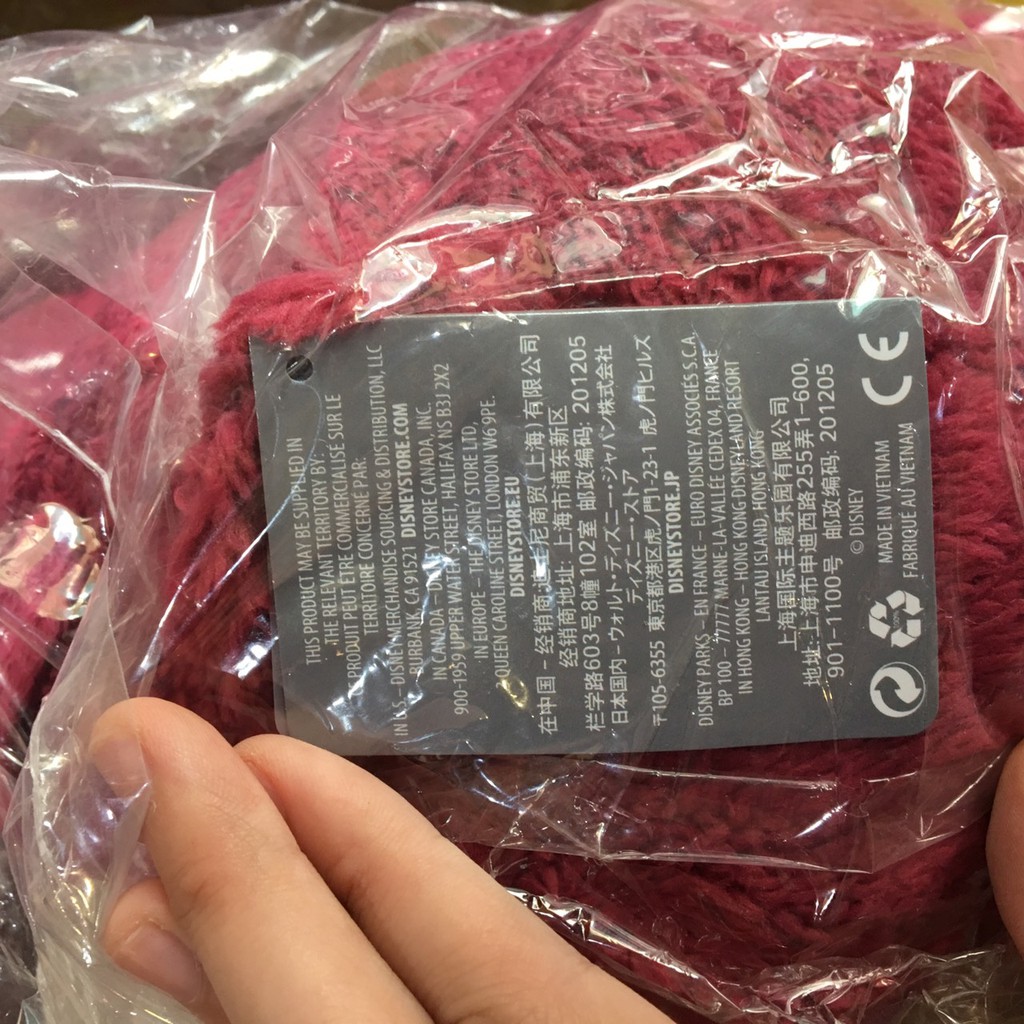 THIS PRODUCT MAY BE SUPPLIED IN
THE RELEVANT TERRITORY BY:
PRODUIT PEUT ÊTRE COMMERCIALISE SUR LE
TERRITOIRE CONCERNE PAR:
IN U.S. - DISNEY MERCHANDISE SOURCING & DISTRIBUTION, LLC
BURBANK, CA 91521 DISNEYSTORE.COM
IN CANADA - STORE CANADA, INC.
900-1959 UPPER WATER STREET, HALIFAX NS B3J 2X2
IN EUROPE - THE DISNEY STORE LTD.
QUEEN CAROLINE STREET, LONDON W6 9PE.
DISNEYSTORE.EU
在中国 - 经销商: 迪士尼商贸(上海)有限公司
经销商地址: 上海市浦东新区
栏学路603号8幢102室 邮政编码: 201205
日本国内 - ウォルト・ディズニー・ジャパン株式会社
ディズニーストア
〒105-6355 東京都港区虎ノ門1-23-1 虎ノ門ヒルズ
DISNEYSTORE.JP
DISNEY PARKS - EN FRANCE - EURO DISNEY ASSOCIES S.C.A.
BP 100 - 77777 MARNE-LA-VALLEE CEDEX 04, FRANCE
IN HONG KONG - HONG KONG DISNEYLAND RESORT
LANTAU ISLAND, HONG KONG
上海国际主题乐园有限公司
地址: 上海市申迪西路255弄1-600,
901-1100号 邮政编码: 201205
© DISNEY
MADE IN VIETNAM
FABRIQUE AU VIETNAM
CE